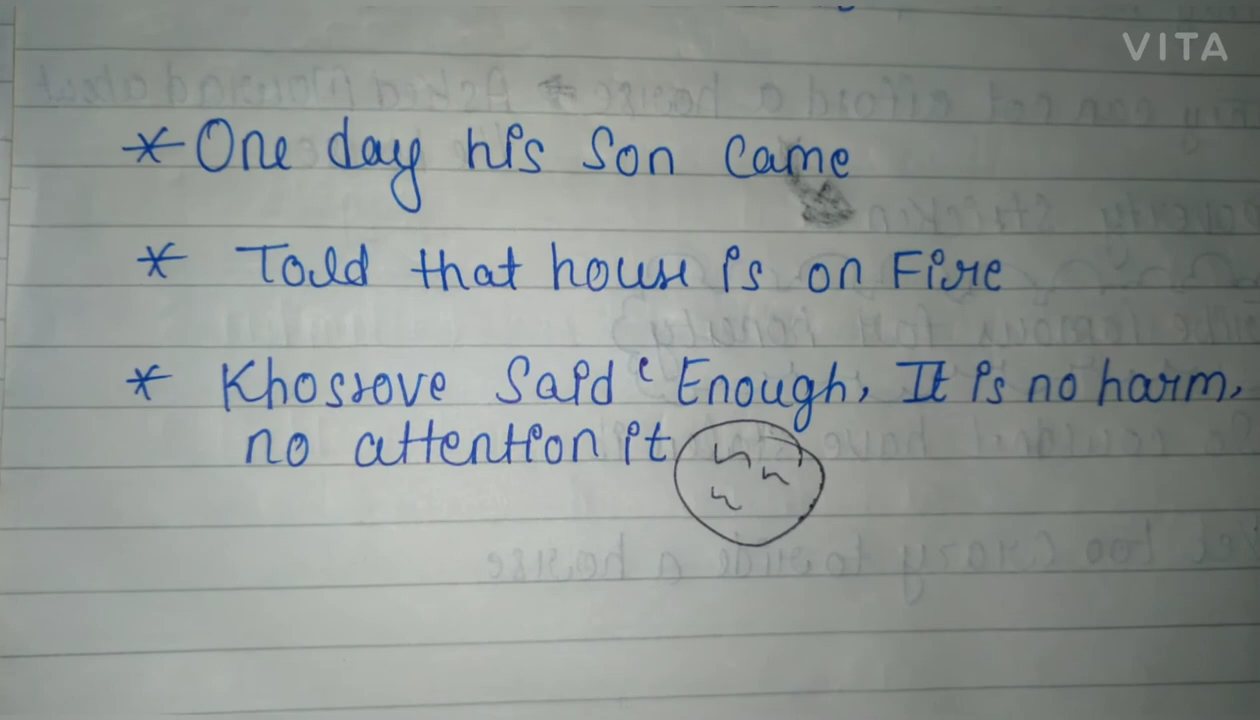 VITA
* One day his Son Came
* Told that house is on Fire
* Khosrove Said ‘Enough, It is no harm,
no attention it